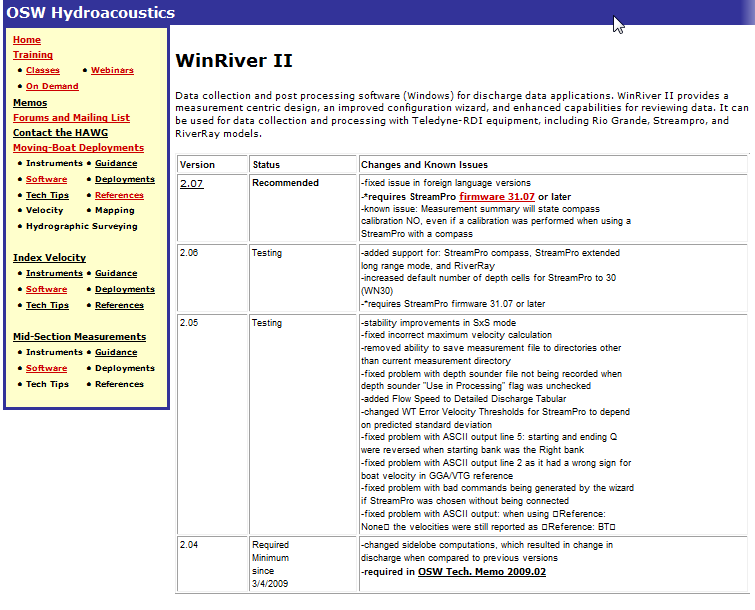 OSW Hydroacoustics
Home
Training
• Classes • Webinars
• On Demand
Memos
Forums and Mailing List
Contact the HAWG
Moving-Boat Deployments
• Instruments • Guidance
• Software • Deployments
• Tech Tips • References
• Velocity • Mapping
• Hydrographic Surveying
Index Velocity
• Instruments • Guidance
• Software • Deployments
• Tech Tips • References
Mid-Section Measurements
• Instruments • Guidance
• Software • Deployments
• Tech Tips • References
WinRiver II
Data collection and post processing software (Windows) for discharge data applications. WinRiver II provides a
measurement centric design, an improved configuration wizard, and enhanced capabilities for reviewing data. It can
be used for data collection and processing with Teledyne-RDI equipment, including Rio Grande, Streampro, and
RiverRay models.
Version Status Changes and Known Issues
2.07 Recommended -fixed issue in foreign language versions
-*requires StreamPro firmware 31.07 or later
-known issue: Measurement summary will state compass
calibration NO, even if a calibration was performed when using a
StreamPro with a compass
2.06 Testing -added support for: StreamPro compass, StreamPro extended
long range mode, and RiverRay
-increased default number of depth cells for StreamPro to 30
(WN30)
-*requires StreamPro firmware 31.07 or later
2.05 Testing -stability improvements in SxS mode
-fixed incorrect maximum velocity calculation
-removed ability to save measurement file to directories other
than current measurement directory
-fixed problem with depth sounder file not being recorded when
depth sounder "Use in Processing" flag was unchecked
-added Flow Speed to Detailed Discharge Tabular
-changed WT Error Velocity Thresholds for StreamPro to depend
on predicted standard deviation
-fixed problem with ASCII output line 5: starting and ending Q
were reversed when starting bank was the Right bank
-fixed problem with ASCII output line 2 as it had a wrong sign for
boat velocity in GGA/VTG reference
-fixed problem with bad commands being generated by the wizard
if StreamPro was chosen without being connected
-fixed problem with ASCII output: when using □Reference:
None□ the velocities were still reported as □Reference: BT□
2.04 Required -changed sidelobe computations, which resulted in change in
Minimum discharge when compared to previous versions
since -required in OSW Tech. Memo 2009.02
3/4/2009